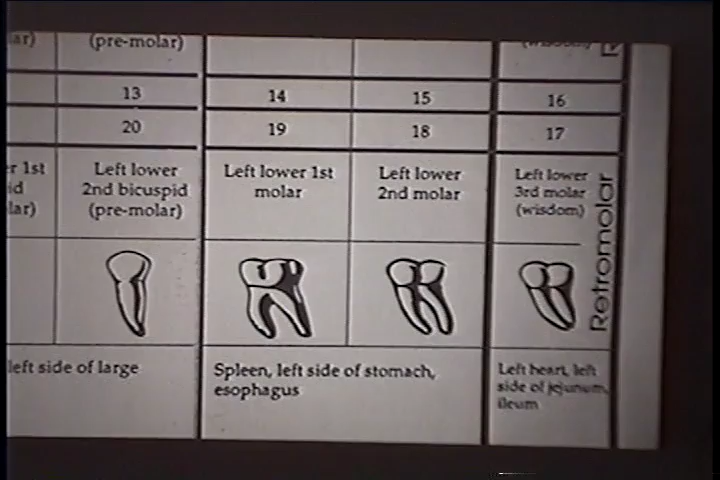 (pre-molar)
13 14 15 16
20 19 18 17
Left lower 2nd bicuspid (pre-molar)
Left lower 1st molar
Left lower 2nd molar
Left lower 3rd molar (wisdom)
Retromolar
left side of large
Spleen, left side of stomach, esophagus
Left heart, left side of jejunum, ileum